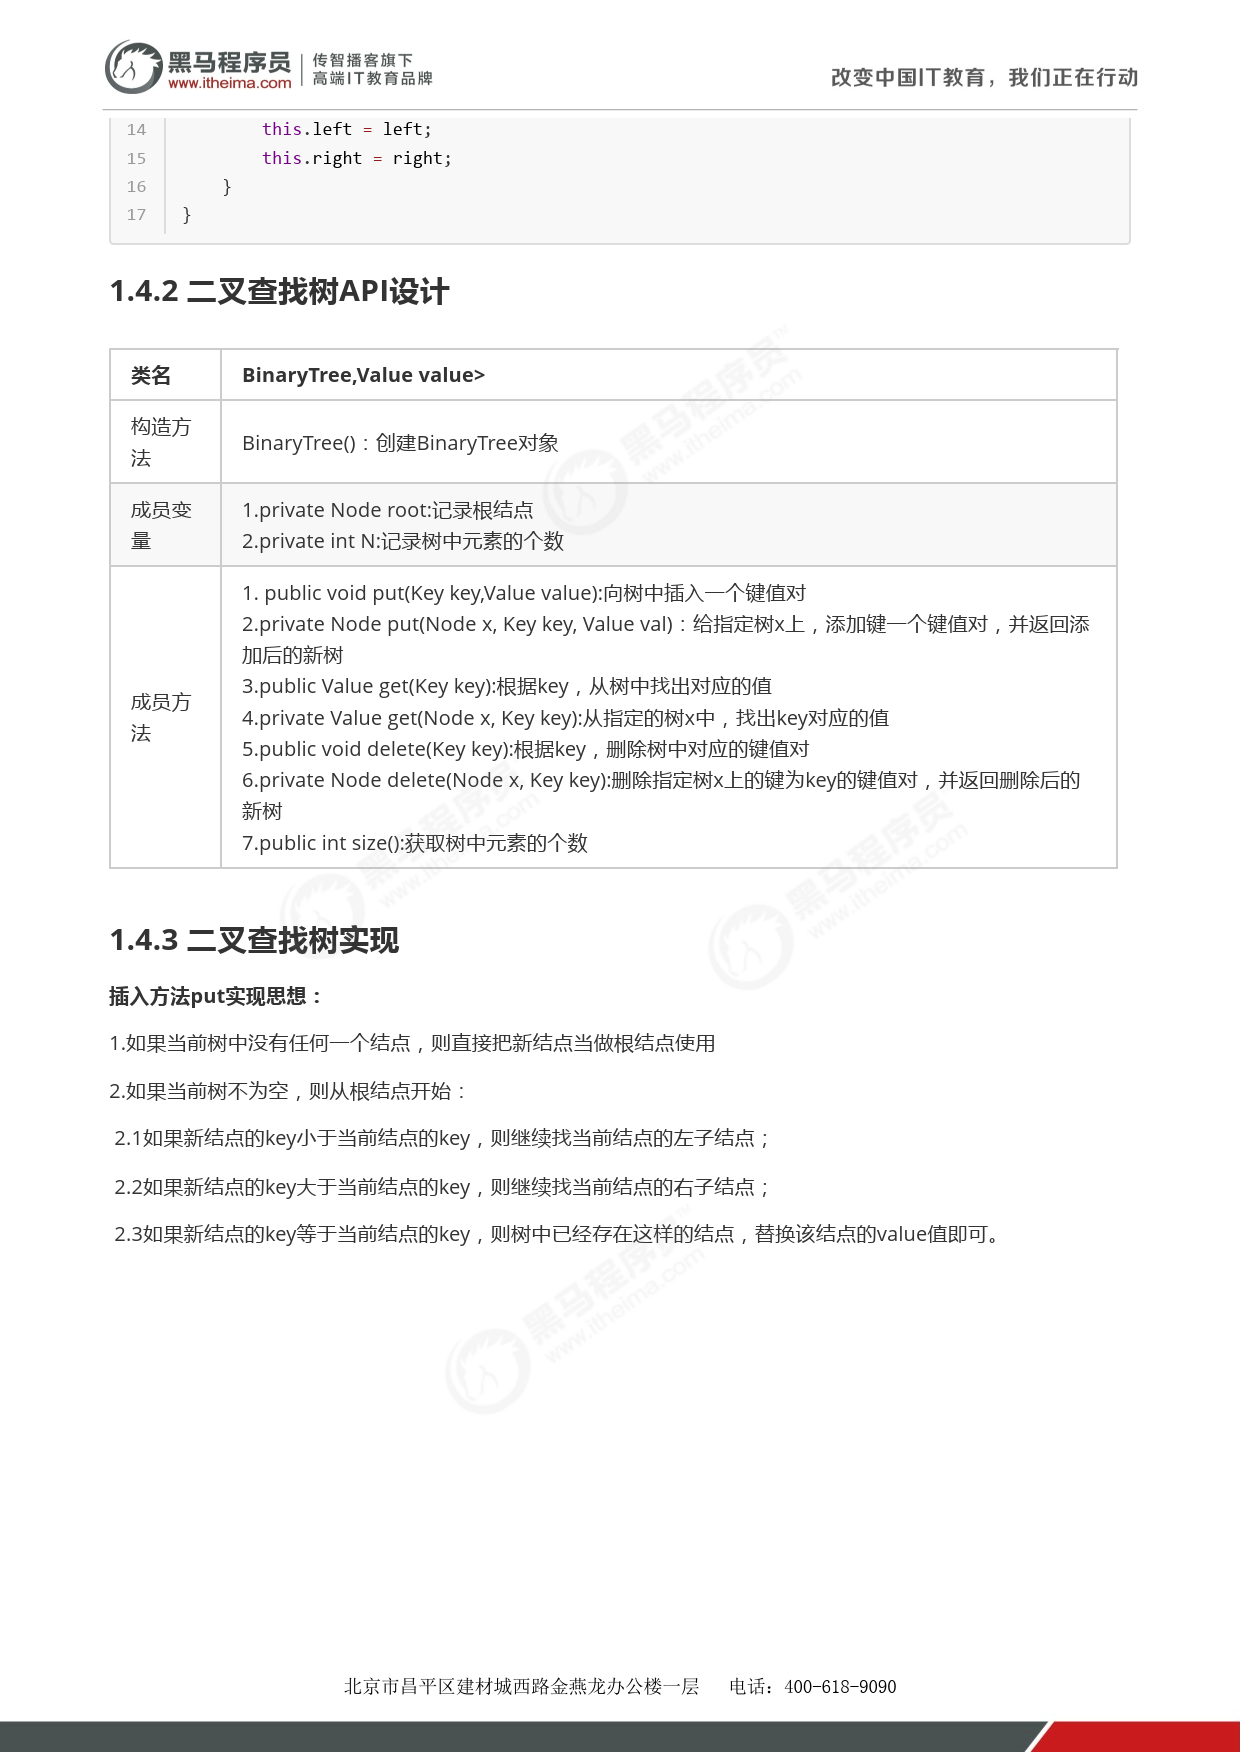 黑马程序员
www.itheima.com
传智播客旗下
高端IT教育品牌
改变中国IT教育，我们正在行动
14 this.left = left;
15 this.right = right;
16 }
17 }
1.4.2 二叉查找树API设计
类名 BinaryTree,Value value>
构造方
法
BinaryTree()：创建BinaryTree对象
成员变
量
1.private Node root:记录根结点
2.private int N:记录树中元素的个数
成员方
法
1. public void put(Key key,Value value):向树中插入一个键值对
2.private Node put(Node x, Key key, Value val)：给指定树x上，添加键一个键值对，并返回添
加后的新树
3.public Value get(Key key):根据key，从树中找出对应的值
4.private Value get(Node x, Key key):从指定的树x中，找出key对应的值
5.public void delete(Key key):根据key，删除树中对应的键值对
6.private Node delete(Node x, Key key):删除指定树x上的键为key的键值对，并返回删除后的
新树
7.public int size():获取树中元素的个数
1.4.3 二叉查找树实现
插入方法put实现思想：
1.如果当前树中没有任何一个结点，则直接把新结点当做根结点使用
2.如果当前树不为空，则从根结点开始：
2.1如果新结点的key小于当前结点的key，则继续找当前结点的左子结点；
2.2如果新结点的key大于当前结点的key，则继续找当前结点的右子结点；
2.3如果新结点的key等于当前结点的key，则树中已经存在这样的结点，替换该结点的value值即可。
北京市昌平区建材城西路金燕龙办公楼一层 电话：400-618-9090